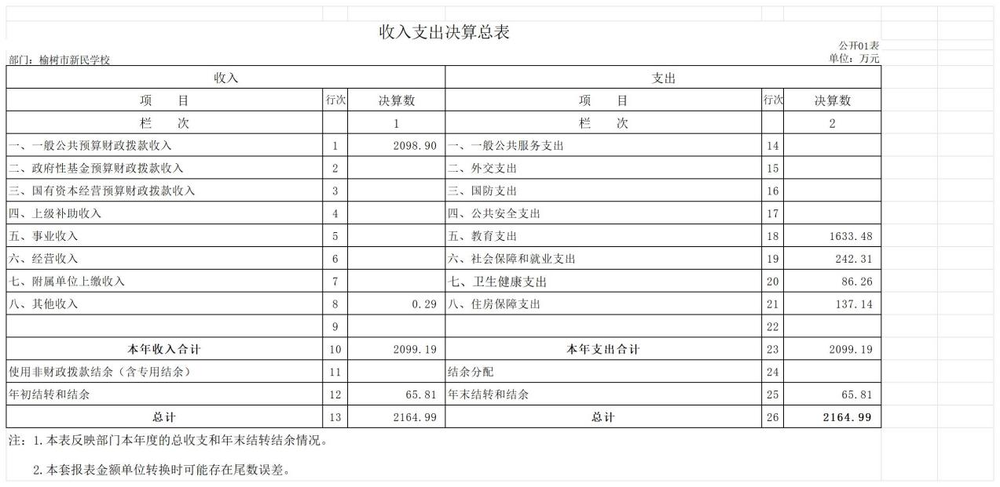 收入支出决算总表
公开01表
部门：榆树市新民学校 单位：万元
收入 支出
项 目 行次 决算数 项 目 行次 决算数
栏 次 1 栏 次 2
一、一般公共预算财政拨款收入 1 2098.90 一、一般公共服务支出 14
二、政府性基金预算财政拨款收入 2 二、外交支出 15
三、国有资本经营预算财政拨款收入 3 三、国防支出 16
四、上级补助收入 4 四、公共安全支出 17
五、事业收入 5 五、教育支出 18 1633.48
六、经营收入 6 六、社会保障和就业支出 19 242.31
七、附属单位上缴收入 7 七、卫生健康支出 20 86.26
八、其他收入 8 0.29 八、住房保障支出 21 137.14
9 22
本年收入合计 10 2099.19 本年支出合计 23 2099.19
使用非财政拨款结余（含专用结余） 11 结余分配 24
年初结转和结余 12 65.81 年末结转和结余 25 65.81
总计 13 2164.99 总计 26 2164.99
注：1.本表反映部门本年度的总收支和年末结转结余情况。
2.本套报表金额单位转换时可能存在尾数误差。